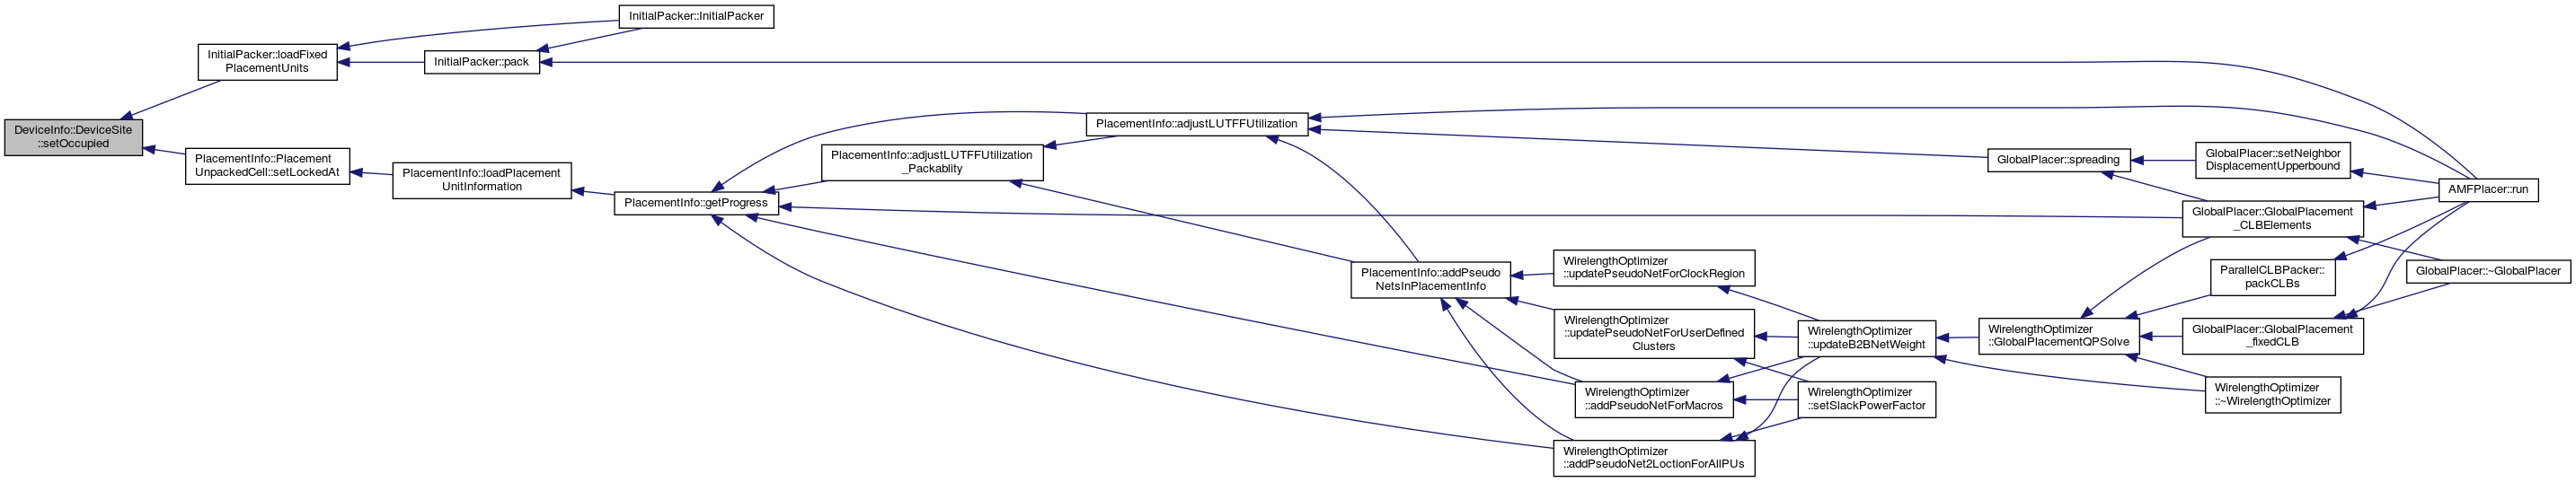 DeviceInfo::DeviceSite
::setOccupied
InitialPacker::loadFixed
PlacementUnits
InitialPacker::InitialPacker
InitialPacker::pack
PlacementInfo::Placement
UnpackedCell::setLockedAt
PlacementInfo::loadPlacement
UnitInformation
PlacementInfo::getProgress
PlacementInfo::adjustLUTFFUtilization
PlacementInfo::adjustLUTFFUtilization
_Packablity
PlacementInfo::addPseudo
NetsInPlacementInfo
WirelengthOptimizer
::updatePseudoNetForClockRegion
WirelengthOptimizer
::updatePseudoNetForUserDefined
Clusters
WirelengthOptimizer
::addPseudoNetForMacros
WirelengthOptimizer
::addPseudoNet2LoctionForAllPUs
WirelengthOptimizer
::updateB2BNetWeight
WirelengthOptimizer
::setSlackPowerFactor
GlobalPlacer::spreading
WirelengthOptimizer
::GlobalPlacementQPSolve
GlobalPlacer::setNeighbor
DisplacementUpperbound
GlobalPlacer::GlobalPlacement
_CLBElements
ParallelCLBPacker::
packCLBs
GlobalPlacer::GlobalPlacement
_fixedCLB
WirelengthOptimizer
::~WirelengthOptimizer
AMFPlacer::run
GlobalPlacer::~GlobalPlacer